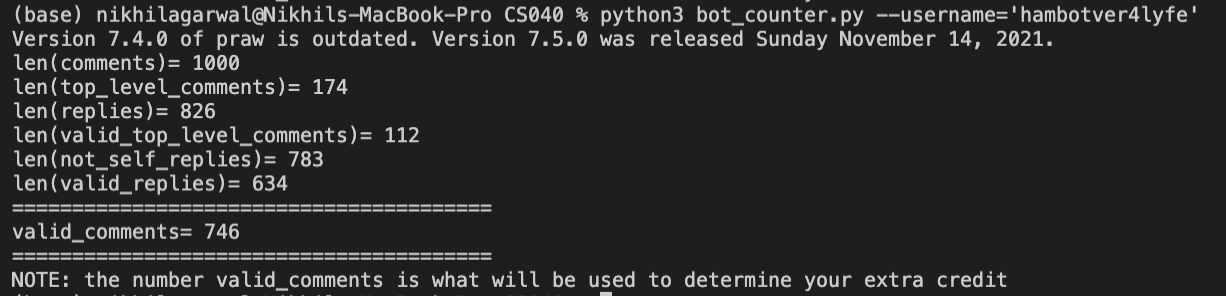 (base) nikhilagarwal@Nikhils-MacBook-Pro CS040 % python3 bot_counter.py --username='hambotver4lyfe'
Version 7.4.0 of praw is outdated. Version 7.5.0 was released Sunday November 14, 2021.
len(comments)= 1000
len(top_level_comments)= 174
len(replies)= 826
len(valid_top_level_comments)= 112
len(not_self_replies)= 783
len(valid_replies)= 634
========================================
valid_comments= 746
========================================
NOTE: the number valid_comments is what will be used to determine your extra credit